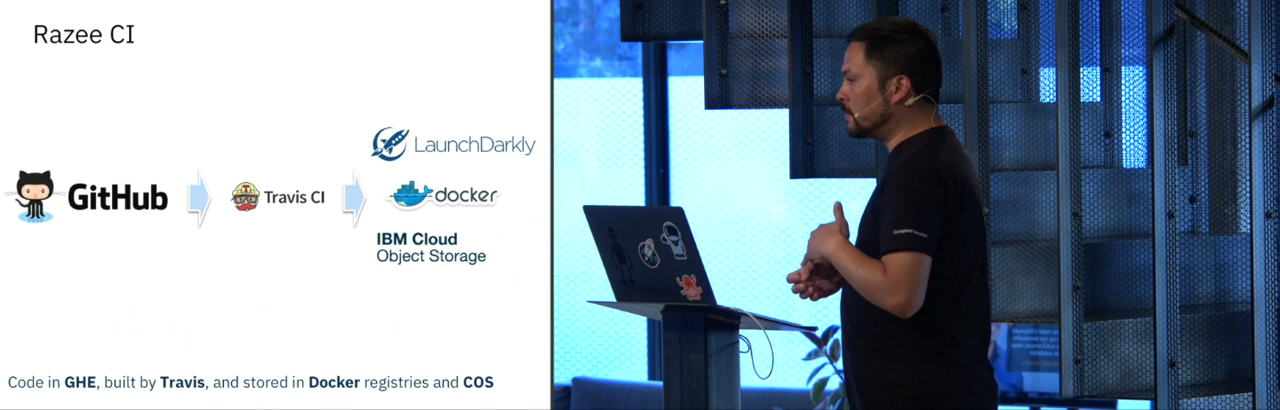 Razee CI
LaunchDarkly
GitHub
Travis CI
docker
IBM Cloud
Object Storage
Code in GHE, built by Travis, and stored in Docker registries and COS
Container